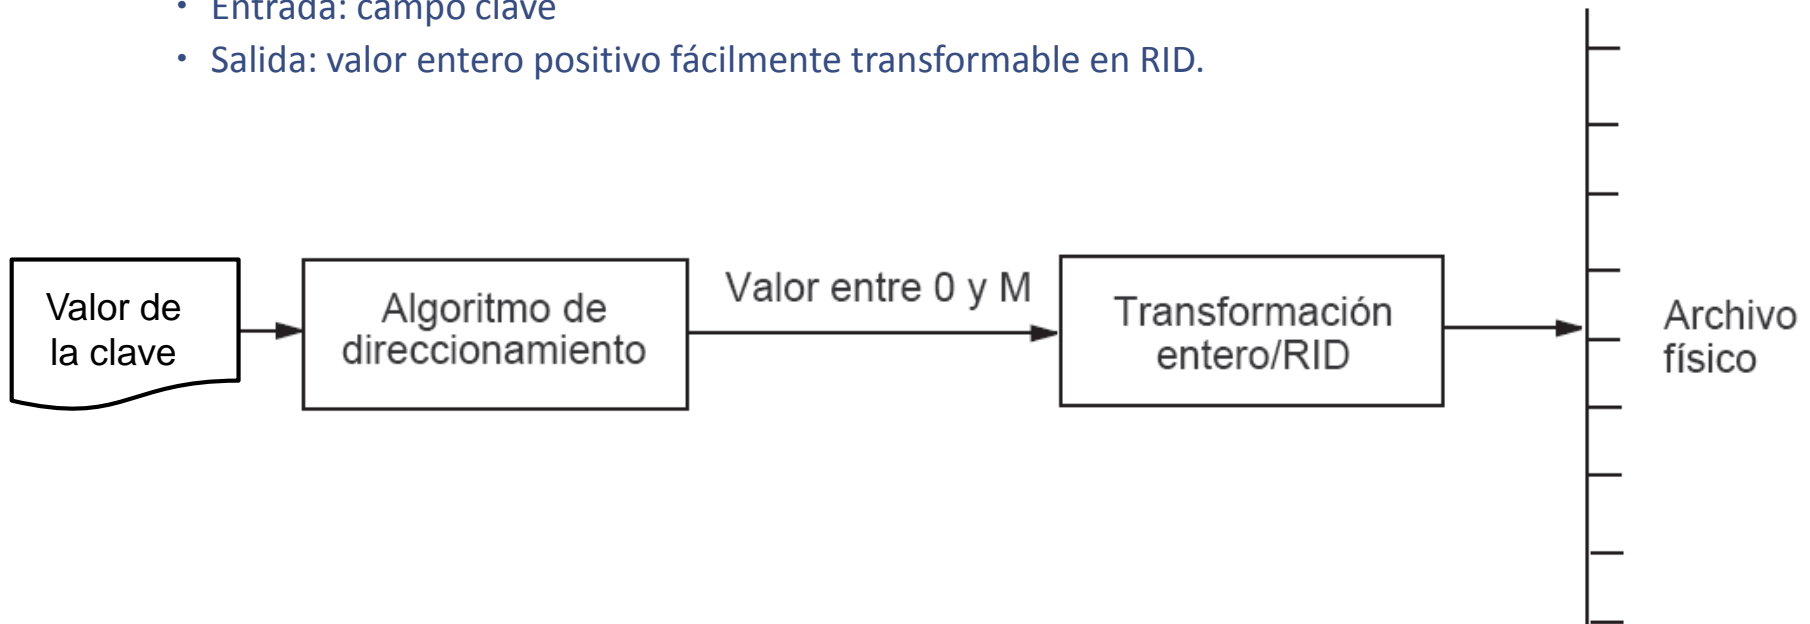 • Entrada: campo clave
• Salida: valor entero positivo fácilmente transformable en RID.
Valor de
la clave
Algoritmo de
direccionamiento
Valor entre 0 y M
Transformación
entero/RID
Archivo
físico